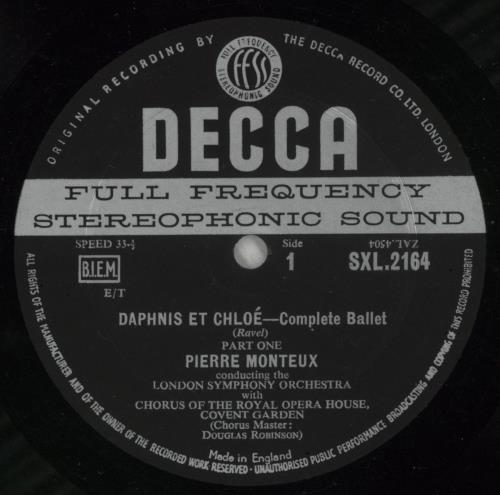 ORIGINAL RECORDING BY
THE DECCA RECORD CO. LTD. LONDON
FULL FREQUENCY
FFSS
STEREOPHONIC SOUND
DECCA
FULL FREQUENCY
STEREOPHONIC SOUND
SPEED 33-⅓
Side
ZAL.4504
B.I.E.M.
1
SXL.2164
E/T
DAPHNIS ET CHLOÉ—Complete Ballet
(Ravel)
PART ONE
PIERRE MONTEUX
conducting the
LONDON SYMPHONY ORCHESTRA
with
CHORUS OF THE ROYAL OPERA HOUSE,
COVENT GARDEN
(Chorus Master:
DOUGLAS ROBINSON)
Made in England
ALL RIGHTS OF THE MANUFACTURER AND OF THE OWNER OF THE RECORDED WORK RESERVED · UNAUTHORISED PUBLIC PERFORMANCE BROADCASTING AND COPYING OF THIS RECORD PROHIBITED